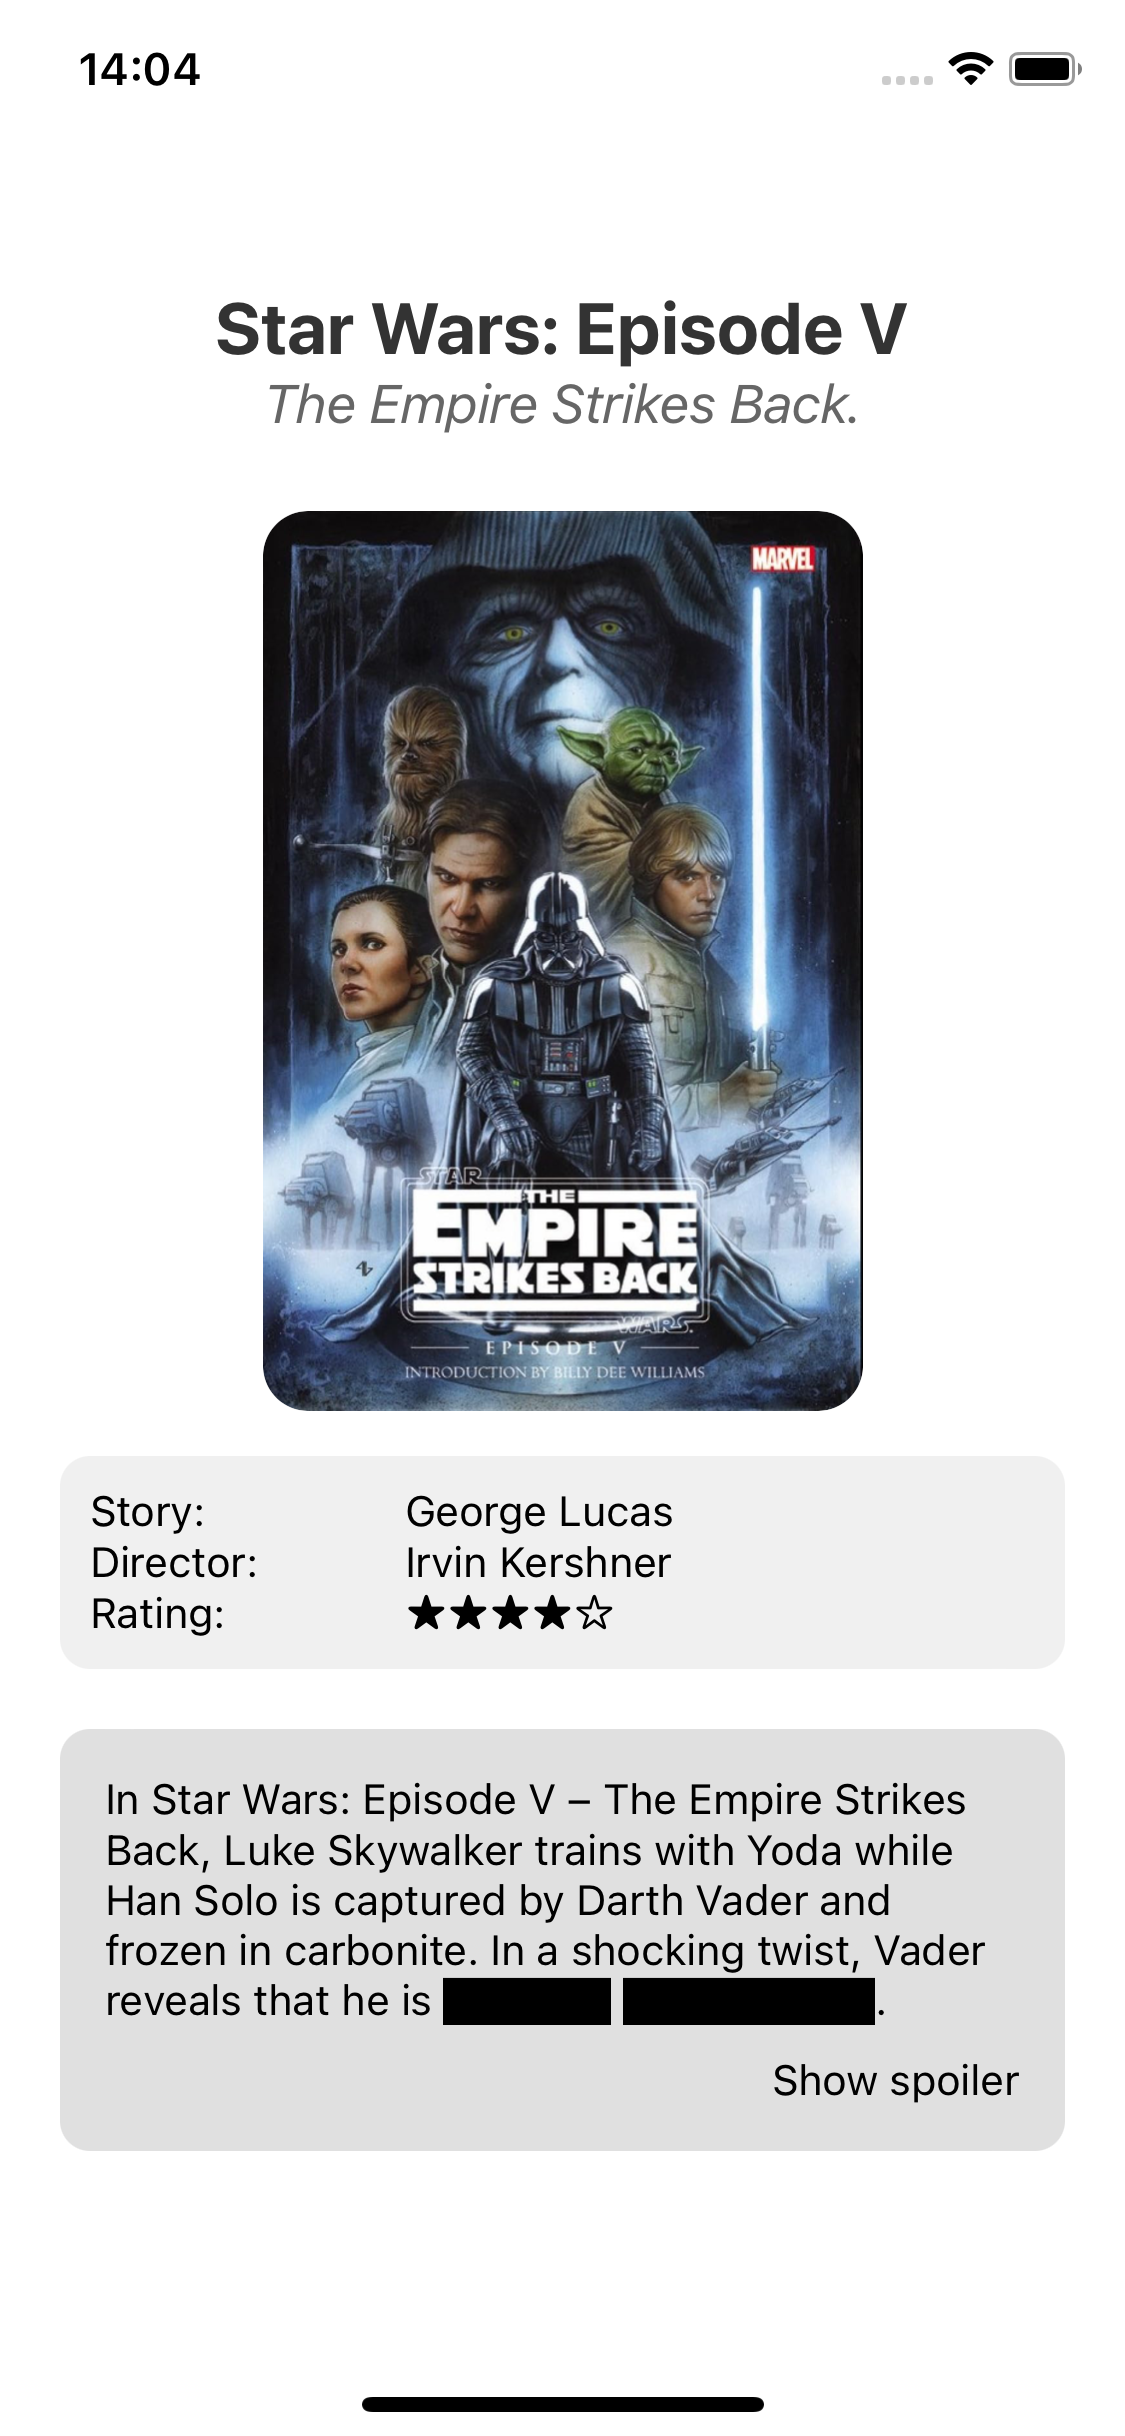 14:04
Star Wars: Episode V
The Empire Strikes Back.
MARVEL
STAR
THE
EMPIRE
STRIKES BACK
WARS.
EPISODE V
INTRODUCTION BY BILLY DEE WILLIAMS
Story: George Lucas
Director: Irvin Kershner
Rating: ★★★★☆
In Star Wars: Episode V – The Empire Strikes
Back, Luke Skywalker trains with Yoda while
Han Solo is captured by Darth Vader and
frozen in carbonite. In a shocking twist, Vader
reveals that he is .
Show spoiler